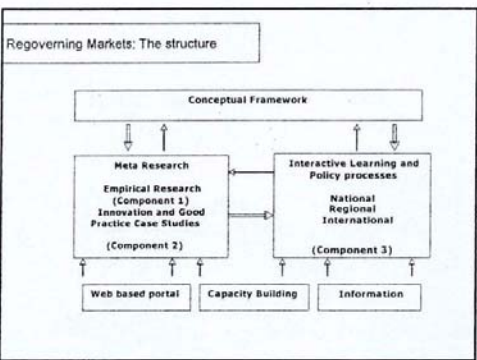 Regoverning Markets: The structure
Conceptual Framework
Meta Research
Empirical Research
(Component 1)
Innovation and Good
Practice Case Studies
(Component 2)
Interactive Learning and
Policy processes
National
Regional
International
(Component 3)
Web based portal
Capacity Building
Information